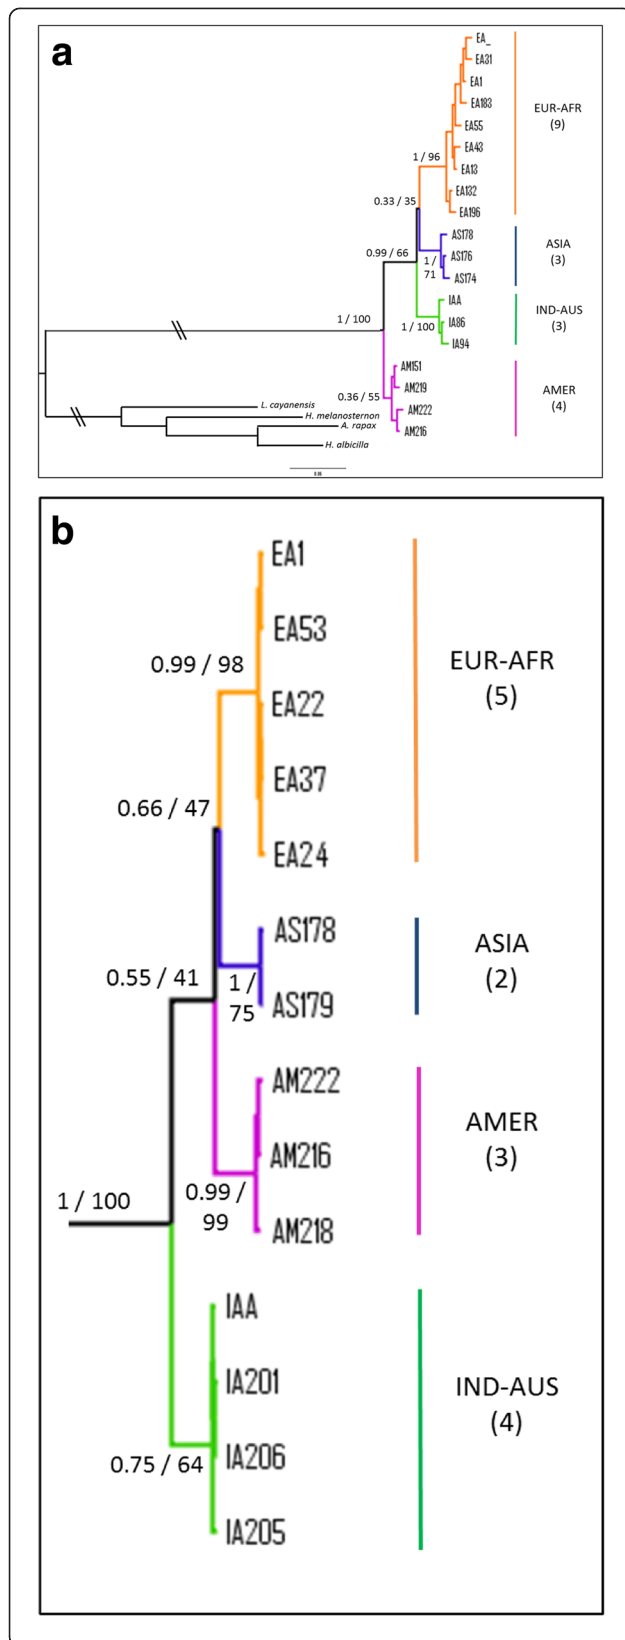 a
EA_
EA31
EA1
EA183
EA55
EA43
EA13
EA132
EA196
EUR-AFR
(9)
1 / 96
0.33 / 35
AS178
AS176
AS174
ASIA
(3)
0.99 / 66
1 /
71
IAA
IA86
IA94
IND-AUS
(3)
1 / 100
1 / 100
AM151
AM219
AM222
AM216
AMER
(4)
0.36 / 55
L. cayanensis
H. melanosternon
A. rapax
H. albicilla
b
EA1
EA53
EA22
EA37
EA24
EUR-AFR
(5)
0.99 / 98
0.66 / 47
AS178
AS179
ASIA
(2)
0.55 / 41
1 /
75
AM222
AM216
AM218
AMER
(3)
0.99 /
99
1 / 100
IAA
IA201
IA206
IA205
IND-AUS
(4)
0.75 / 64